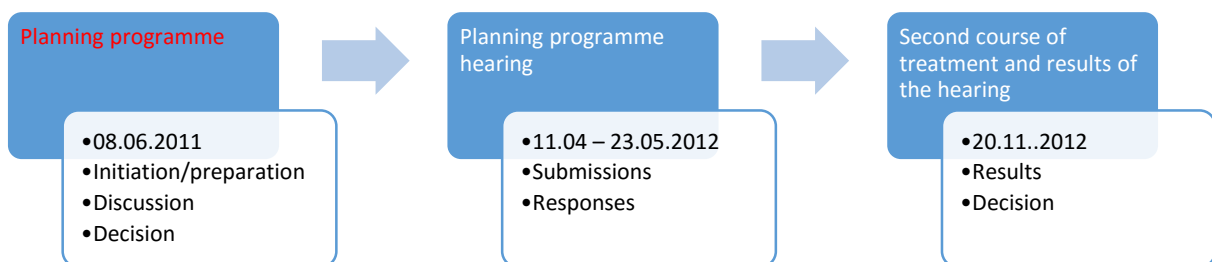 Planning programme
•08.06.2011
•Initiation/preparation
•Discussion
•Decision
Planning programme
hearing
•11.04 – 23.05.2012
•Submissions
•Responses
Second course of
treatment and results of
the hearing
•20.11..2012
•Results
•Decision